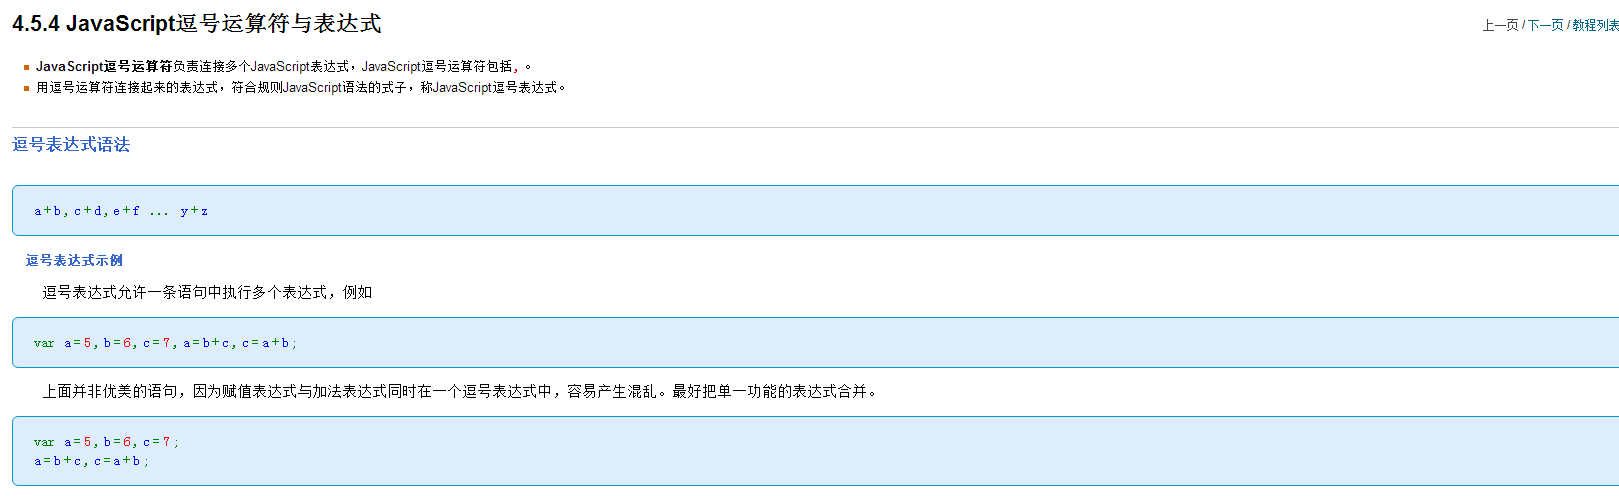 4.5.4 JavaScript逗号运算符与表达式
上一页 / 下一页 / 教程列表
JavaScript逗号运算符负责连接多个JavaScript表达式，JavaScript逗号运算符包括, 。
用逗号运算符连接起来的表达式，符合规则JavaScript语法的式子，称JavaScript逗号表达式。
逗号表达式语法
a+b,c+d,e+f ... y+z
逗号表达式示例
逗号表达式允许一条语句中执行多个表达式，例如
var a=5,b=6,c=7,a=b+c,c=a+b;
上面并非优美的语句，因为赋值表达式与加法表达式同时在一个逗号表达式中，容易产生混乱。最好把单一功能的表达式合并。
var a=5,b=6,c=7;
a=b+c,c=a+b;